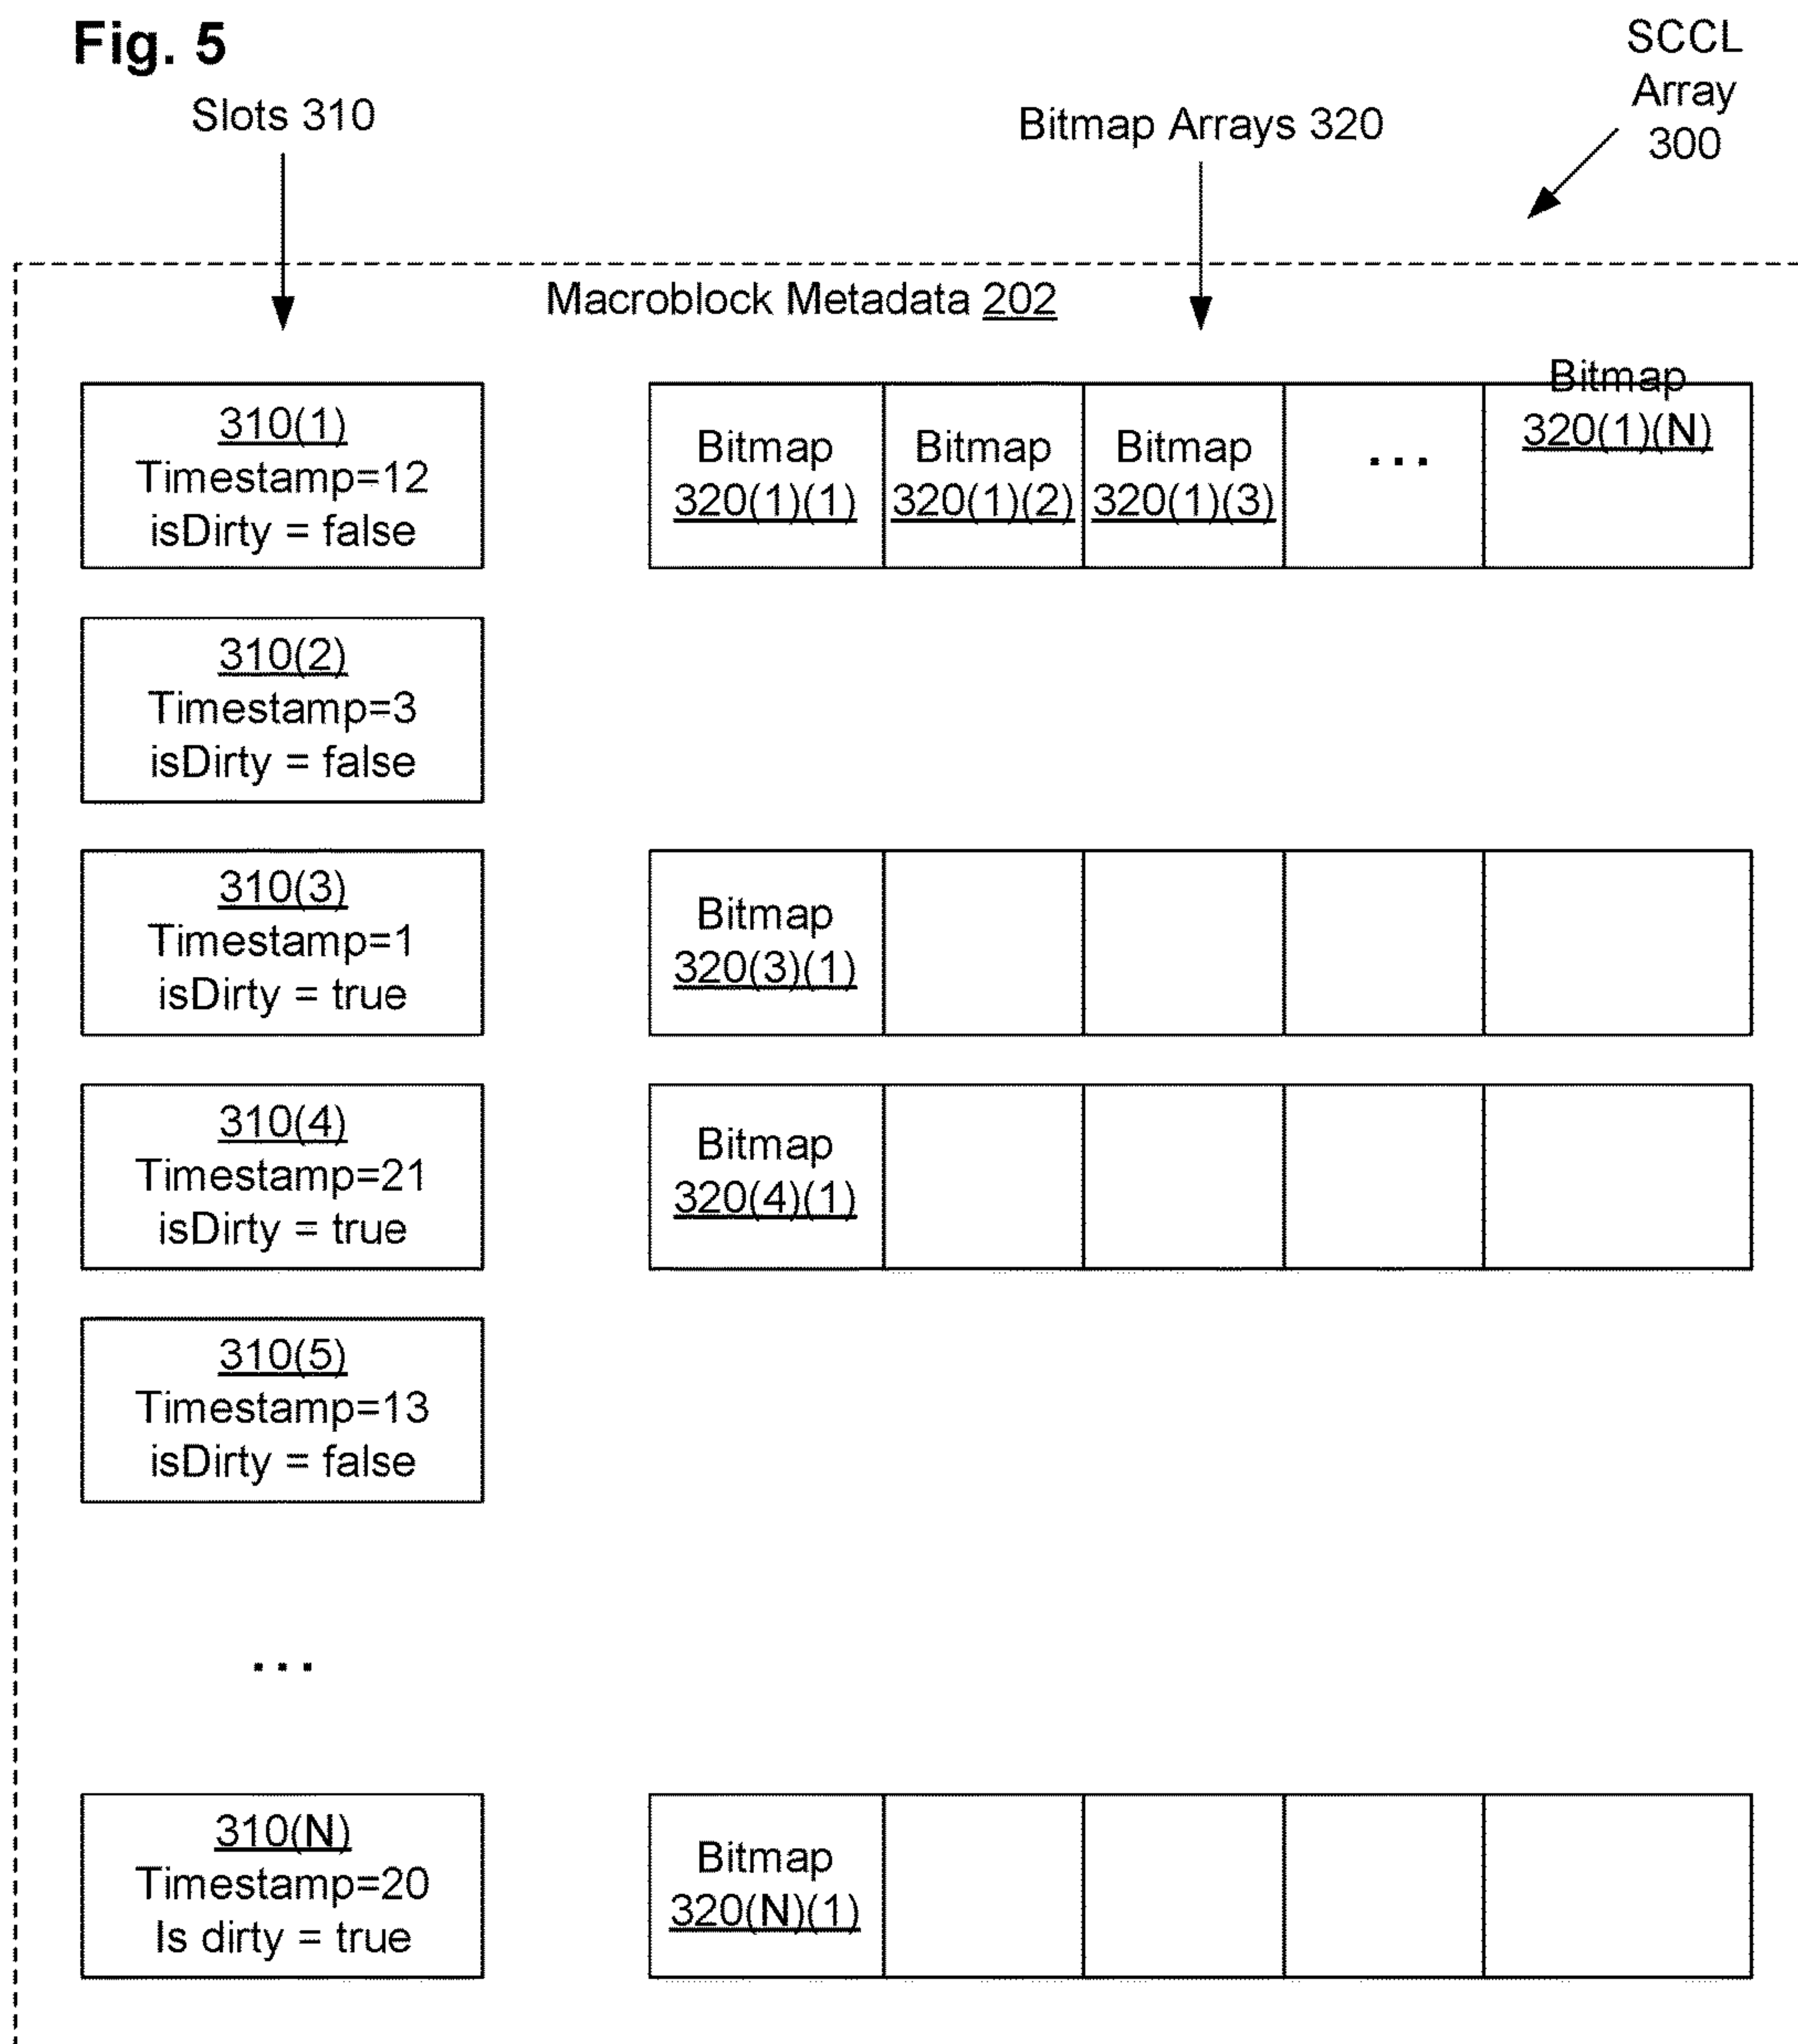 Fig. 5
SCCL
Array
300
Slots 310
Bitmap Arrays 320
Macroblock Metadata 202
310(1)
Timestamp=12
isDirty = false
Bitmap
320(1)(1)
Bitmap
320(1)(2)
Bitmap
320(1)(3)
...
Bitmap
320(1)(N)
310(2)
Timestamp=3
isDirty = false
310(3)
Timestamp=1
isDirty = true
Bitmap
320(3)(1)
310(4)
Timestamp=21
isDirty = true
Bitmap
320(4)(1)
310(5)
Timestamp=13
isDirty = false
...
310(N)
Timestamp=20
Is dirty = true
Bitmap
320(N)(1)